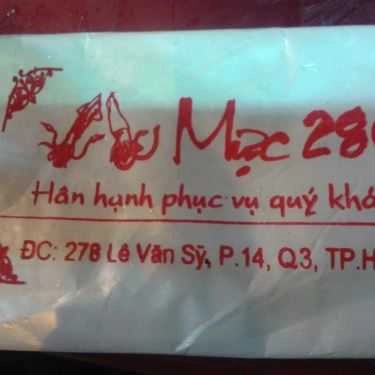 Mực 28
Hân hạnh phục vụ quý khá
ĐC: 278 Lê Văn Sỹ, P.14, Q3, TP.H